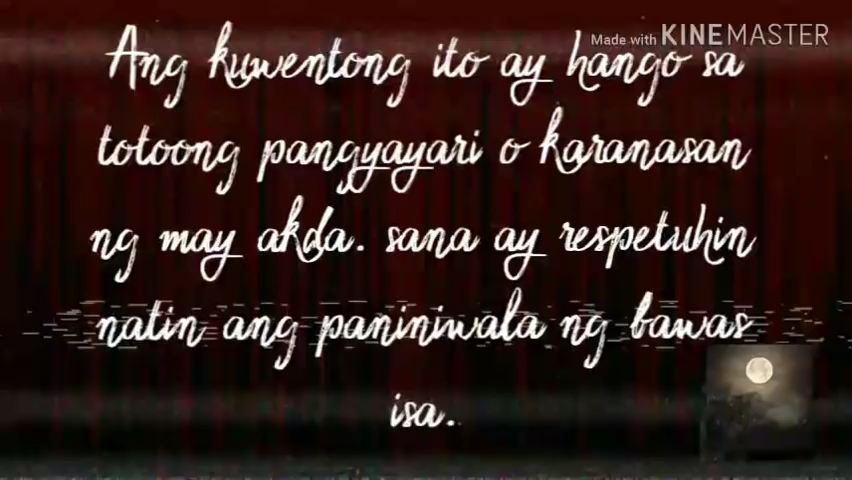 Made with KINEMASTER
Ang kuwentong ito ay hango sa
totoong pangyayari o karanasan
ng may akda. sana ay respetuhin
natin ang paniniwala ng bawas
isa.